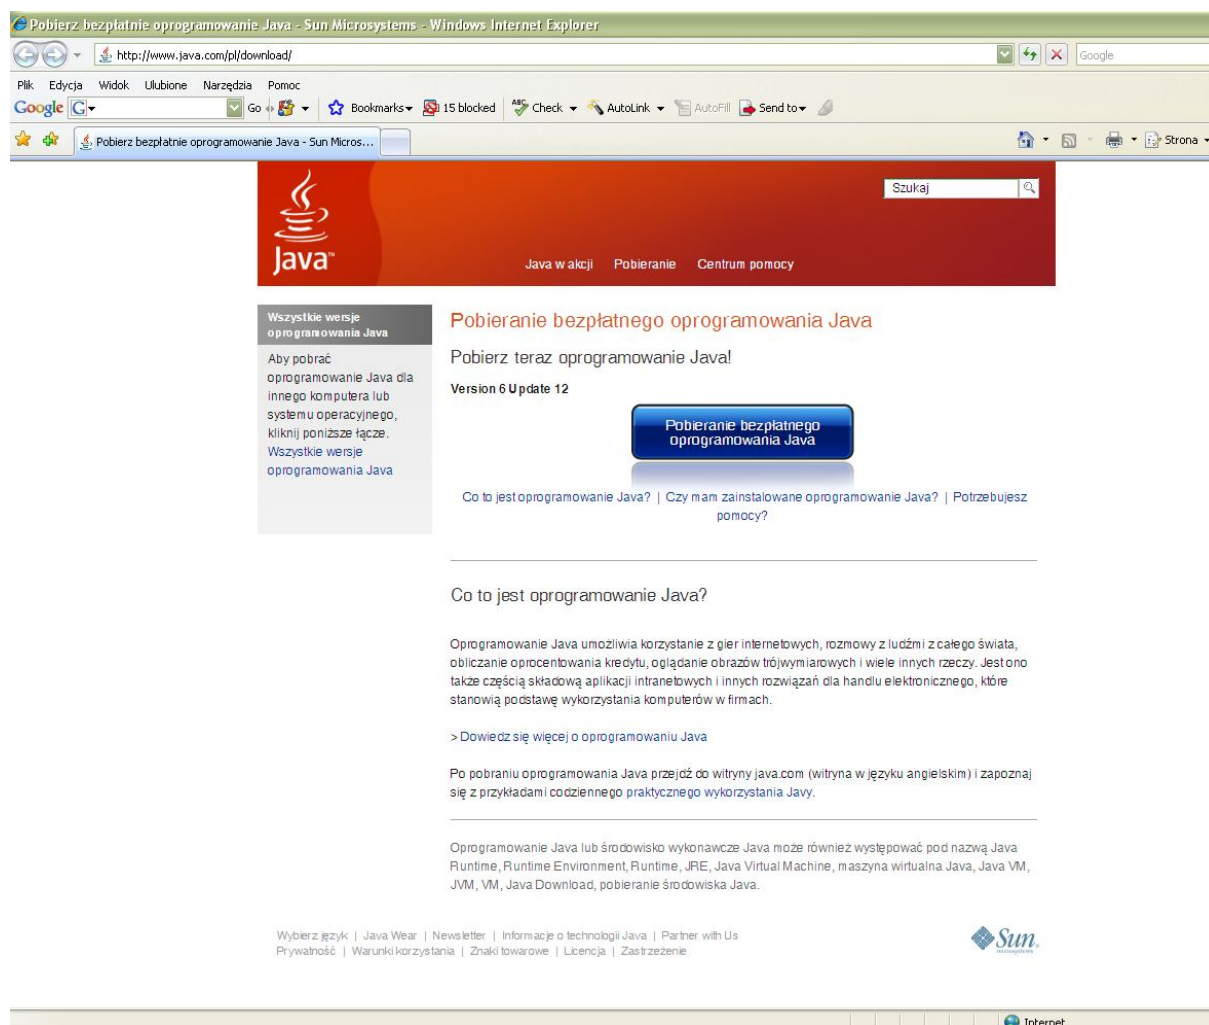 Pobierz bezpłatnie oprogramowanie Java - Sun Microsystems - Windows Internet Explorer
http://www.java.com/pl/download/
Google
Plik Edycja Widok Ulubione Narzędzia Pomoc
Google G Go Bookmarks 15 blocked Check AutoLink AutoFill Send to
Pobierz bezpłatnie oprogramowanie Java - Sun Micros...
Strona
Java™
Szukaj
Java w akcji Pobieranie Centrum pomocy
Wszystkie wersje
oprogramowania Java
Aby pobrać
oprogramowanie Java dla
innego komputera lub
systemu operacyjnego,
kliknij poniższe łącze.
Wszystkie wersje
oprogramowania Java
Pobieranie bezpłatnego oprogramowania Java
Pobierz teraz oprogramowanie Java!
Version 6 Update 12
Pobieranie bezpłatnego
oprogramowania Java
Co to jest oprogramowanie Java? | Czy mam zainstalowane oprogramowanie Java? | Potrzebujesz
pomocy?
Co to jest oprogramowanie Java?
Oprogramowanie Java umożliwia korzystanie z gier internetowych, rozmowy z ludźmi z całego świata,
obliczanie oprocentowania kredytu, oglądanie obrazów trójwymiarowych i wiele innych rzeczy. Jest ono
także częścią składową aplikacji intranetowych i innych rozwiązań dla handlu elektronicznego, które
stanowią podstawę wykorzystania komputerów w firmach.
> Dowiedz się więcej o oprogramowaniu Java
Po pobraniu oprogramowania Java przejdź do witryny java.com (witryna w języku angielskim) i zapoznaj
się z przykładami codziennego praktycznego wykorzystania Javy.
Oprogramowanie Java lub środowisko wykonawcze Java może również występować pod nazwą Java
Runtime, Runtime Environment, Runtime, JRE, Java Virtual Machine, maszyna wirtualna Java, Java VM,
JVM, VM, Java Download, pobieranie środowiska Java.
Wybierz język | Java Wear | Newsletter | Informacje o technologii Java | Partner with Us
Prywatność | Warunki korzystania | Znaki towarowe | Licencja | Zastrzeżenie
Sun
microsystems
Internet